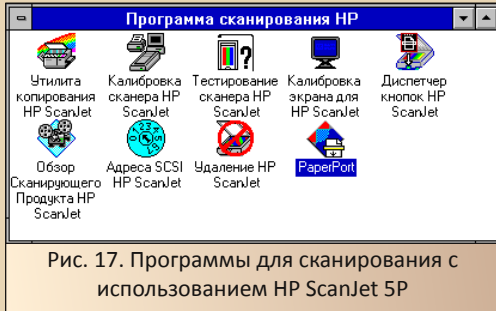 Программа сканирования HP
Утилита
копирования
HP ScanJet
Калибровка
сканера HP
ScanJet
Тестирование
сканера HP
ScanJet
Калибровка
экрана для
HP ScanJet
Диспетчер
кнопок HP
ScanJet
Обзор
Сканирующего
Продукта HP
ScanJet
Адреса SCSI
HP ScanJet
Удаление HP
ScanJet
PaperPort
Рис. 17. Программы для сканирования с
использованием HP ScanJet 5P